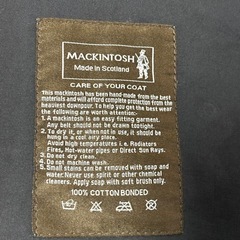 MACKINTOSH
Made in Scotland
CARE OF YOUR COAT
This mackintosh has been hand-made from the best
materials and will afford complete protection from the
heaviest downpour. To help you get the best wear
the following are worth attention:-
1. A mackintosh is an easy fitting garment.
Any belt should not be drawn tootight.
2. To dry it, or when not in use, it should be
hung in a cool airy place.
Avoid high temperatures i.e. Radiators
Fires, Hot-water pipes or Direct Sun Rays.
3. Do not dry clean.
4. Do not machine wash.
5. Small stains can be removed with soap and
water. Never use spirit or other chemical
cleaners. Apply soap with soft brush only.
100% COTTON BONDED